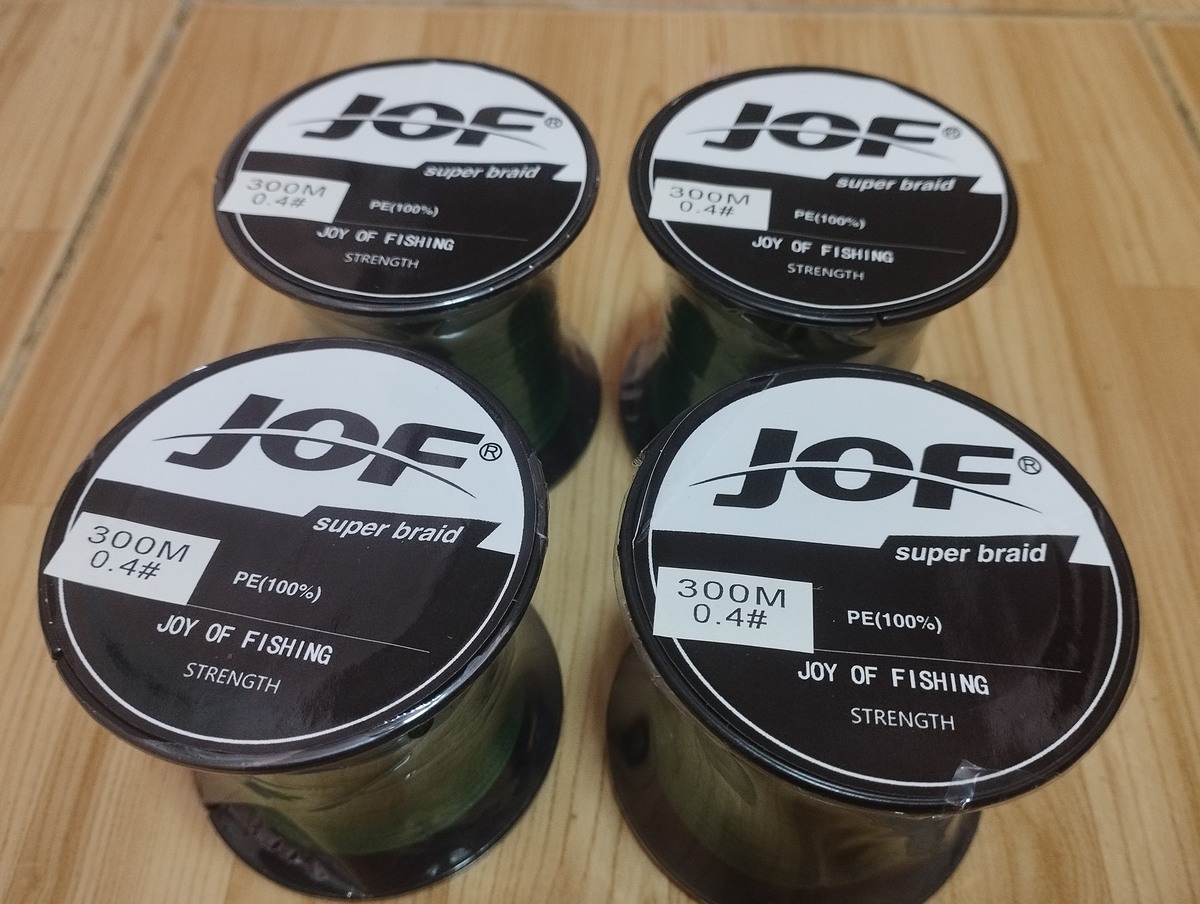 JOF®
super braid
300M
0.4#
PE(100%)
JOY OF FISHING
STRENGTH
JOF®
super braid
300M
0.4#
PE(100%)
JOY OF FISHING
STRENGTH
JOF®
super braid
300M
0.4#
PE(100%)
JOY OF FISHING
STRENGTH
JOF®
super braid
300M
0.4#
PE(100%)
JOY OF FISHING
STRENGTH